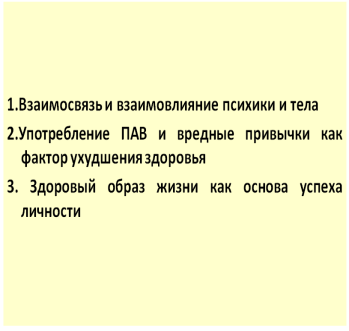 1.Взаимосвязь и взаимовлияние психики и тела
2.Употребление ПАВ и вредные привычки как
фактор ухудшения здоровья
3. Здоровый образ жизни как основа успеха
личности